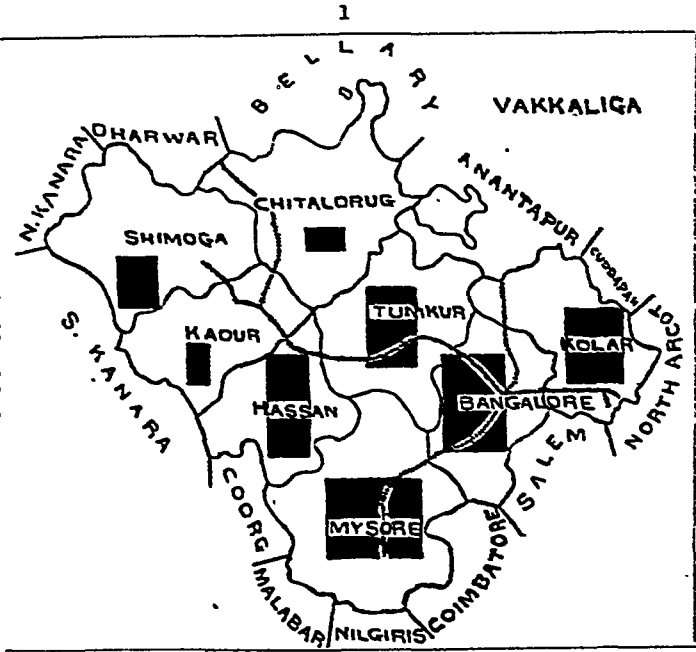 1
BELLARY
D
VAKKALIGA
DHARWAR
N.KANARA
ANANTAPUR
CHITALDRUG
SHIMOGA
CUDDAPAH
TUMKUR
NORTH ARCOT
KADUR
KOLAR
S. KANARA
HASSAN
BANGALORE
SALEM
COORG
MYSORE
COIMBATORE
MALABAR
NILGIRIS